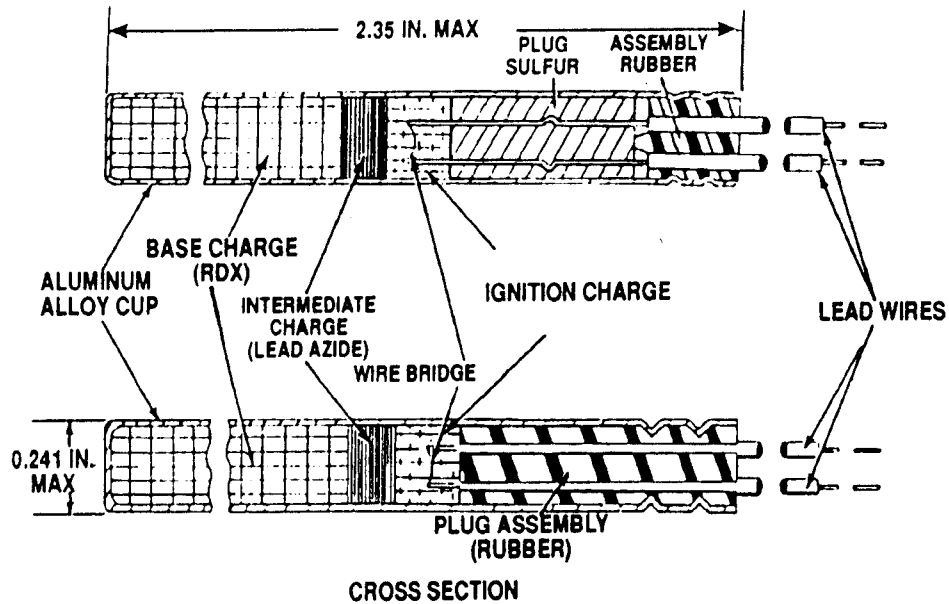 2.35 IN. MAX
PLUG
SULFUR
ASSEMBLY
RUBBER
BASE CHARGE
(RDX)
ALUMINUM
ALLOY CUP
INTERMEDIATE
CHARGE
(LEAD AZIDE)
IGNITION CHARGE
WIRE BRIDGE
LEAD WIRES
0.241 IN.
MAX
PLUG ASSEMBLY
(RUBBER)
CROSS SECTION